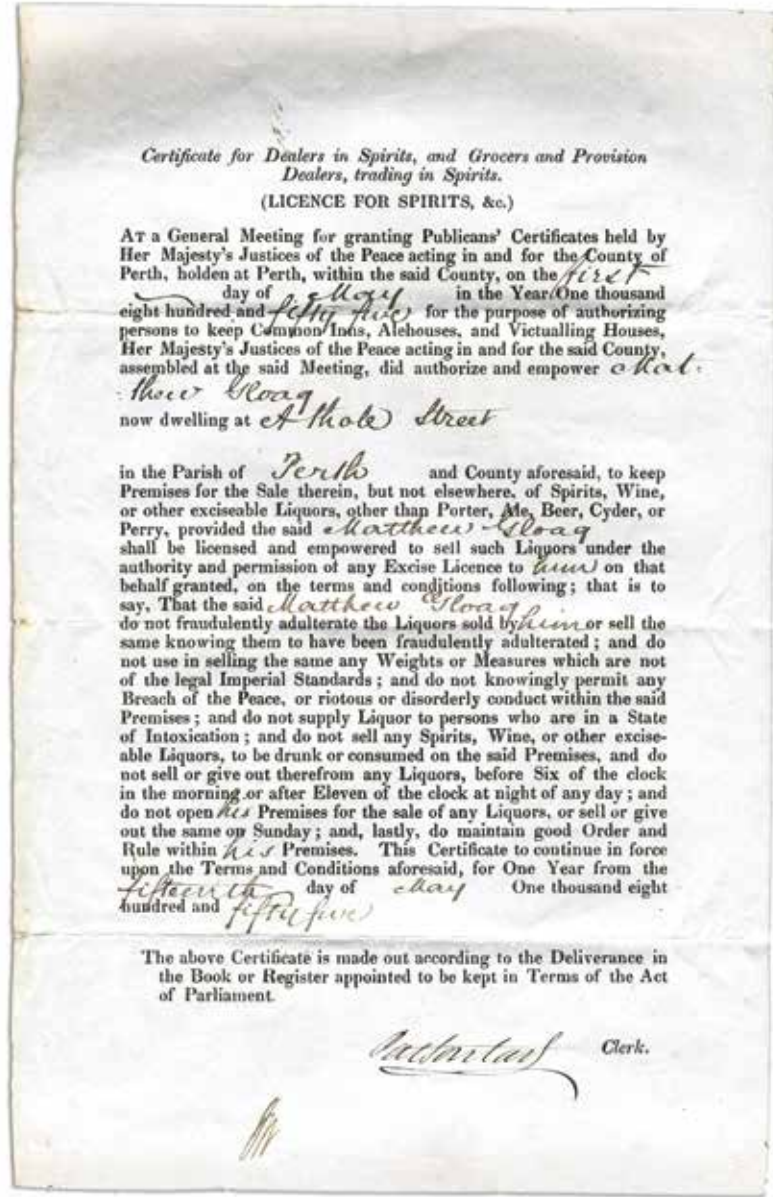 Certificate for Dealers in Spirits, and Grocers and Provision
Dealers, trading in Spirits.
(LICENCE FOR SPIRITS, &c.)
AT a General Meeting for granting Publicans' Certificates held by
Her Majesty's Justices of the Peace acting in and for the County of
Perth, holden at Perth, within the said County, on the first
day of May in the Year One thousand
eight hundred and fifty five for the purpose of authorizing
persons to keep Common Inns, Alehouses, and Victualling Houses,
Her Majesty's Justices of the Peace acting in and for the said County,
assembled at the said Meeting, did authorize and empower Mat-
thew Gloag
now dwelling at Athole Street
in the Parish of Perth and County aforesaid, to keep
Premises for the Sale therein, but not elsewhere, of Spirits, Wine,
or other exciseable Liquors, other than Porter, Ale, Beer, Cyder, or
Perry, provided the said Matthew Gloag
shall be licensed and empowered to sell such Liquors under the
authority and permission of any Excise Licence to him on that
behalf granted, on the terms and conditions following; that is to
say, That the said Matthew Gloag
do not fraudulently adulterate the Liquors sold by him or sell the
same knowing them to have been fraudulently adulterated; and do
not use in selling the same any Weights or Measures which are not
of the legal Imperial Standards; and do not knowingly permit any
Breach of the Peace, or riotous or disorderly conduct within the said
Premises; and do not supply Liquor to persons who are in a State
of Intoxication; and do not sell any Spirits, Wine, or other excise-
able Liquors, to be drunk or consumed on the said Premises, and do
not sell or give out therefrom any Liquors, before Six of the clock
in the morning or after Eleven of the clock at night of any day; and
do not open his Premises for the sale of any Liquors, or sell or give
out the same on Sunday; and, lastly, do maintain good Order and
Rule within his Premises. This Certificate to continue in force
upon the Terms and Conditions aforesaid, for One Year from the
fifteenth day of May One thousand eight
hundred and fifty five
The above Certificate is made out according to the Deliverance in
the Book or Register appointed to be kept in Terms of the Act
of Parliament.
Clerk.